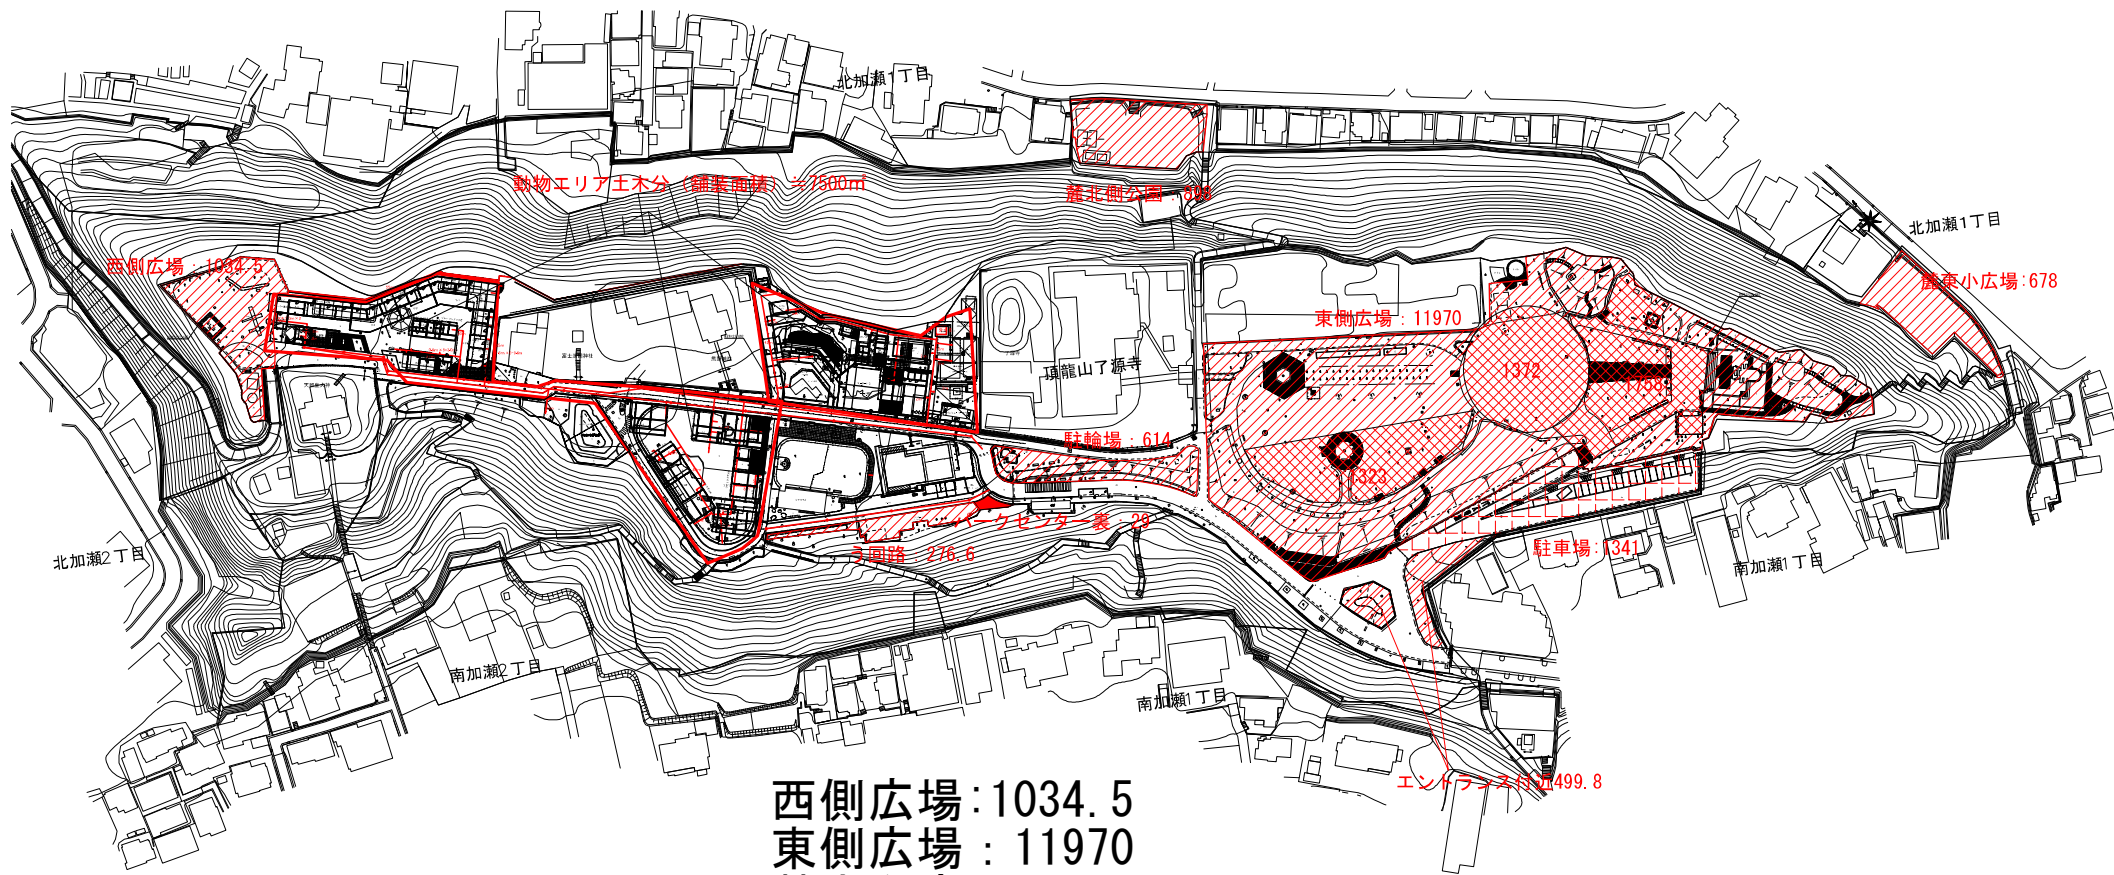 北加瀬1丁目
動物エリア土木分（舗装面積）≒7500㎡
麓北側公園：898
北加瀬1丁目
西側広場：1034.5
麓東小広場:678
東側広場：11970
頂龍山了源寺
1372
758
駐輪場：614
1323
パークセンター裏：29
弓回路：276.6
駐車場:1341
北加瀬2丁目
南加瀬1丁目
南加瀬2丁目
南加瀬1丁目
エントランス付近499.8
西側広場:1034.5
東側広場：11970